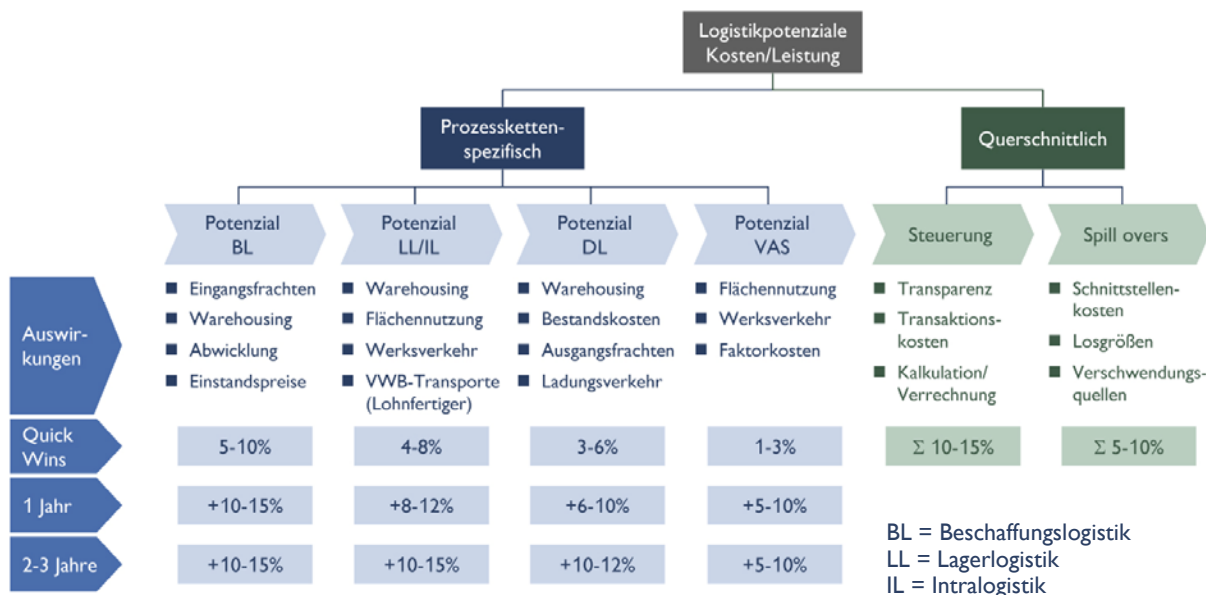 Logistikpotenziale
Kosten/Leistung
Prozessketten-
spezifisch
Querschnittlich
Potenzial
BL
Potenzial
LL/IL
Potenzial
DL
Potenzial
VAS
Steuerung
Spill overs
Auswir-
kungen
Eingangsfrachten
Warehousing
Abwicklung
Einstandspreise
Warehousing
Flächennutzung
Werksverkehr
VWB-Transporte
(Lohnfertiger)
Warehousing
Bestandskosten
Ausgangsfrachten
Ladungsverkehr
Flächennutzung
Werksverkehr
Faktorkosten
Transparenz
Transaktions-
kosten
Kalkulation/
Verrechnung
Schnittstellen-
kosten
Losgrößen
Verschwendungs-
quellen
Quick
Wins
5-10%
4-8%
3-6%
1-3%
Σ 10-15%
Σ 5-10%
1 Jahr
+10-15%
+8-12%
+6-10%
+5-10%
2-3 Jahre
+10-15%
+10-15%
+10-12%
+5-10%
BL = Beschaffungslogistik
LL = Lagerlogistik
IL = Intralogistik